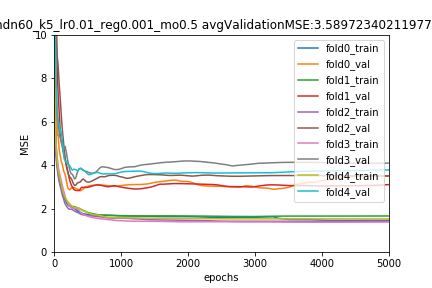 ndn60_k5_lr0.01_reg0.001_mo0.5 avgValidationMSE:3.58972340211977
10
8
6
4
2
0
MSE
0
1000
2000
3000
4000
5000
epochs
fold0_train
fold0_val
fold1_train
fold1_val
fold2_train
fold2_val
fold3_train
fold3_val
fold4_train
fold4_val